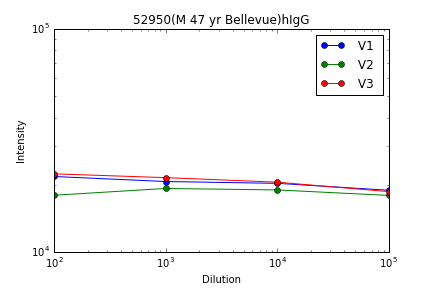 52950(M 47 yr Bellevue)hIgG
10^5
V1
V2
V3
Intensity
10^4
10^2 10^3 10^4 10^5
Dilution